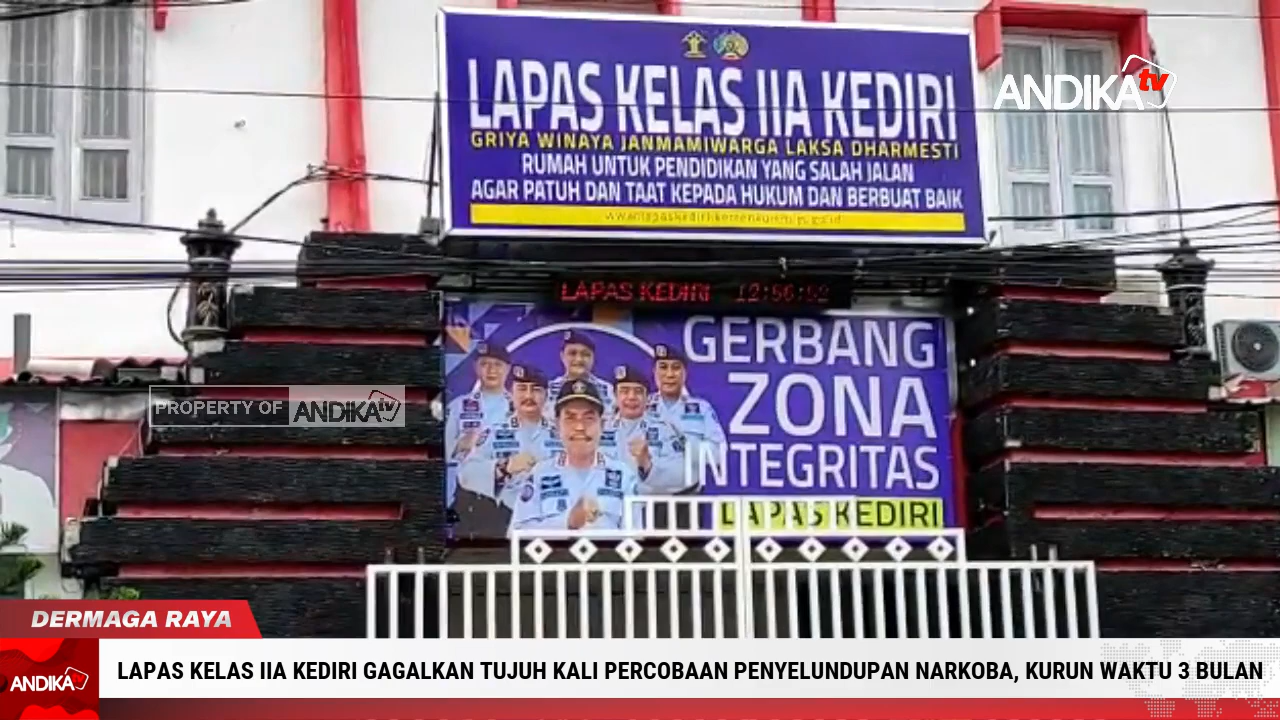 LAPAS KELAS IIA KEDIRI
GRIYA WINAYA JANMAMIWARGA LAKSA DHARMESTI
RUMAH UNTUK PENDIDIKAN YANG SALAH JALAN
AGAR PATUH DAN TAAT KEPADA HUKUM DAN BERBUAT BAIK
ANDIKA tv
LAPAS KEDIRI 12:56:52
GERBANG
ZONA
INTEGRITAS
LAPAS KEDIRI
PROPERTY OF ANDIKA tv
DERMAGA RAYA
ANDIKA tv
LAPAS KELAS IIA KEDIRI GAGALKAN TUJUH KALI PERCOBAAN PENYELUNDUPAN NARKOBA, KURUN WAKTU 3 BULAN